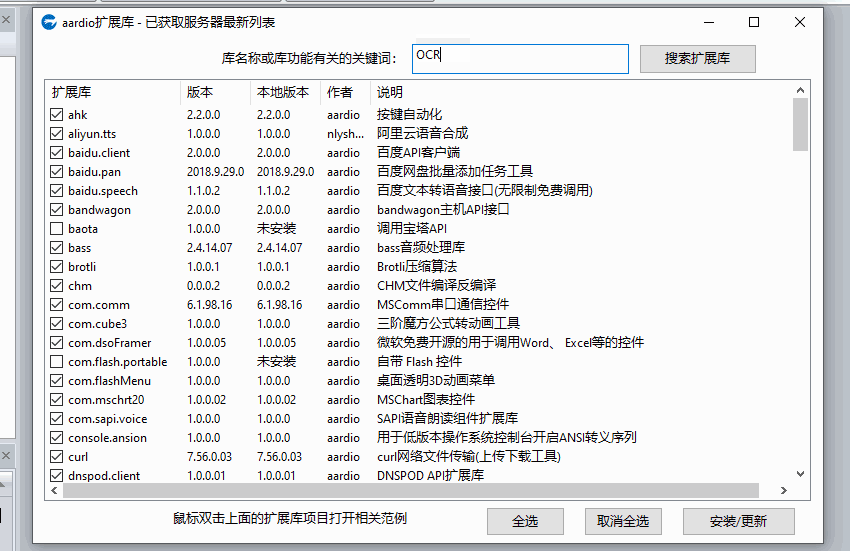 aardio扩展库 - 已获取服务器最新列表
库名称或库功能有关的关键词： OCR 搜索扩展库
扩展库 版本 本地版本 作者 说明
ahk 2.2.0.0 2.2.0.0 aardio 按键自动化
aliyun.tts 1.0.0.0 1.0.0.0 nlysh... 阿里云语音合成
baidu.client 2.0.0.0 2.0.0.0 aardio 百度API客户端
baidu.pan 2018.9.29.0 2018.9.29.0 aardio 百度网盘批量添加任务工具
baidu.speech 1.1.0.2 1.1.0.2 aardio 百度文本转语音接口(无限制免费调用)
bandwagon 2.0.0.0 2.0.0.0 aardio bandwagon主机API接口
baota 1.0.0.0 未安装 aardio 调用宝塔API
bass 2.4.14.07 2.4.14.07 aardio bass音频处理库
brotli 1.0.0.1 1.0.0.1 aardio Brotli压缩算法
chm 0.0.0.2 0.0.0.2 aardio CHM文件编译反编译
com.comm 6.1.98.16 6.1.98.16 aardio MSComm串口通信控件
com.cube3 1.0.0.0 1.0.0.0 aardio 三阶魔方公式转动画工具
com.dsoFramer 1.0.0.05 1.0.0.05 aardio 微软免费开源的用于调用Word、 Excel等的控件
com.flash.portable 1.0.0.0 未安装 aardio 自带 Flash 控件
com.flashMenu 1.0.0.0 1.0.0.0 aardio 桌面透明3D动画菜单
com.mschrt20 1.0.0.02 1.0.0.02 aardio MSChart图表控件
com.sapi.voice 1.0.0.0 1.0.0.0 aardio SAPI语音朗读组件扩展库
console.ansion 1.0.0.0 1.0.0.0 aardio 用于低版本操作系统控制台开启ANSI转义序列
curl 7.56.0.03 7.56.0.03 aardio curl网络文件传输(上传下载工具)
dnspod.client 1.0.0.01 1.0.0.01 aardio DNSPOD API扩展库
鼠标双击上面的扩展库项目打开相关范例 全选 取消全选 安装/更新